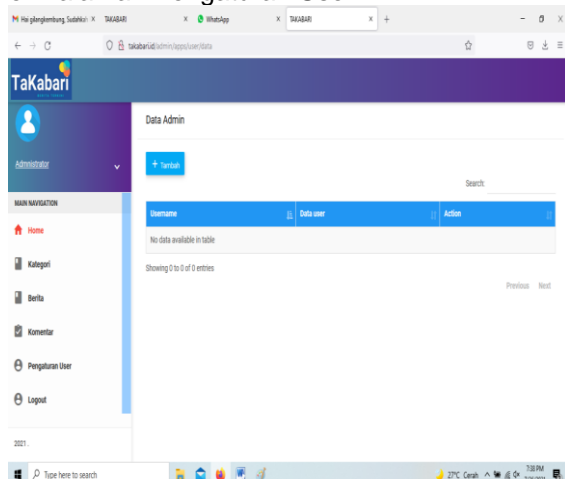 Hai gilanglembung, Sudahkah
TAKABARI
WhatsApp
TAKABARI
takabari.id/admin/apps/user/data
TaKabari
Data Admin
Administrator
+ Tambah
Search:
MAIN NAVIGATION
Username Data user Action
No data available in table
Home
Showing 0 to 0 of 0 entries
Kategori
Previous Next
Berita
Komentar
Pengaturan User
Logout
2021 .
Type here to search
27°C Cerah
7:00 PM